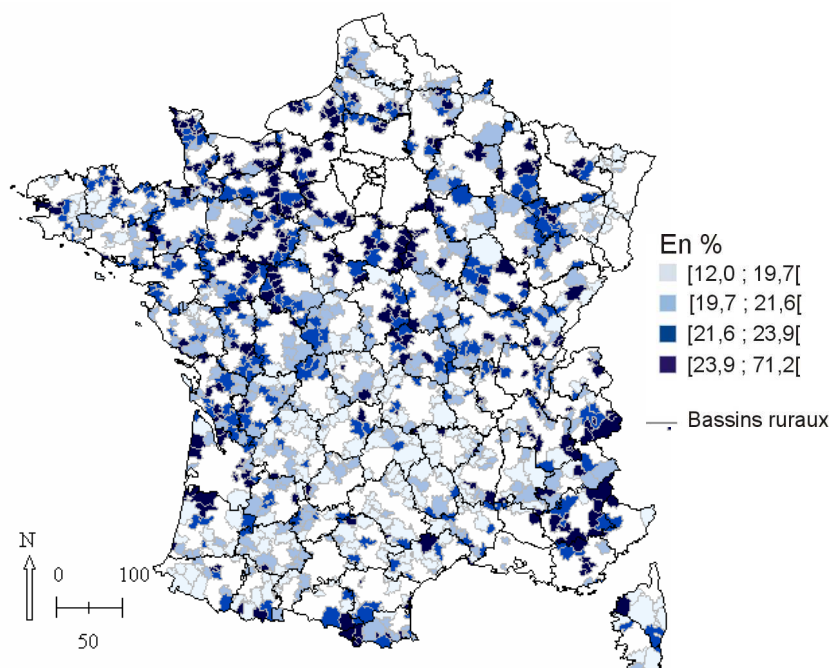 En %
[12,0 ; 19,7[
[19,7 ; 21,6[
[21,6 ; 23,9[
[23,9 ; 71,2[
Bassins ruraux
N
0 100
50